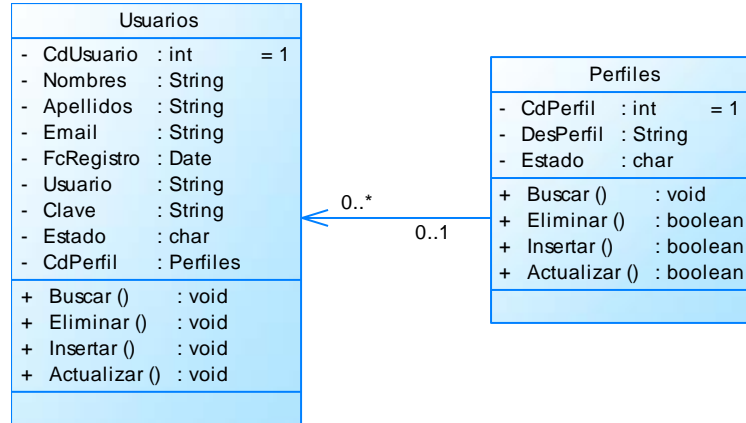 Usuarios
- CdUsuario : int = 1
- Nombres : String
- Apellidos : String
- Email : String
- FcRegistro : Date
- Usuario : String
- Clave : String
- Estado : char
- CdPerfil : Perfiles
+ Buscar () : void
+ Eliminar () : void
+ Insertar () : void
+ Actualizar () : void
0..*
0..1
Perfiles
- CdPerfil : int = 1
- DesPerfil : String
- Estado : char
+ Buscar () : void
+ Eliminar () : boolean
+ Insertar () : boolean
+ Actualizar () : boolean